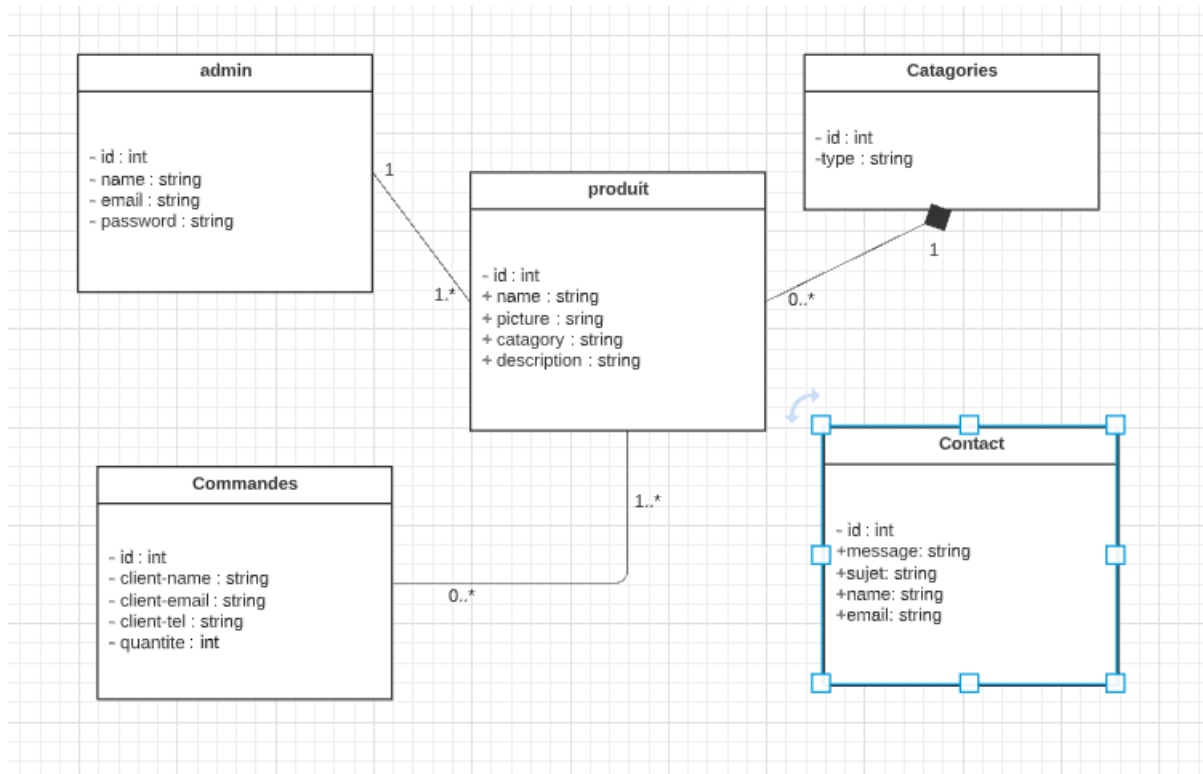 admin
- id : int
- name : string
- email : string
- password : string
1
1.*
produit
- id : int
+ name : string
+ picture : sring
+ catagory : string
+ description : string
Catagories
- id : int
-type : string
1
0..*
1..*
0..*
Commandes
- id : int
- client-name : string
- client-email : string
- client-tel : string
- quantite : int
Contact
- id : int
+message: string
+sujet: string
+name: string
+email: string